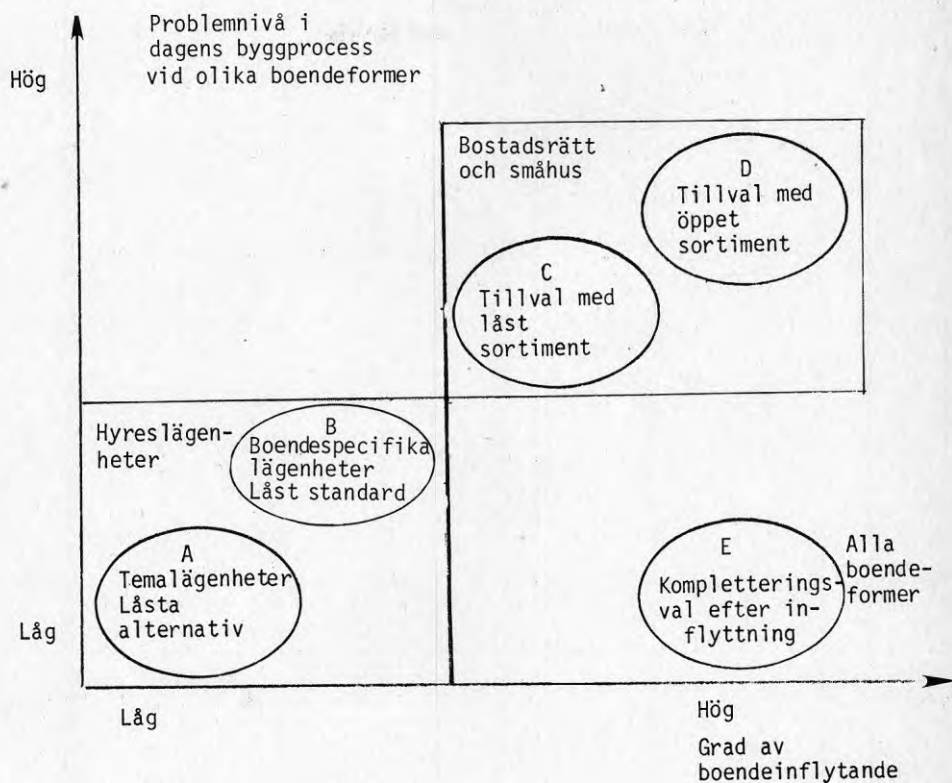 Problemnivå i
dagens byggprocess
vid olika boendeformer
Hög
Bostadsrätt
och småhus
D
Tillval med
öppet
sortiment
C
Tillval med
låst
sortiment
Hyreslägen-
heter
B
Boendespecifika
lägenheter
Låst standard
A
Temalägenheter
Låsta
alternativ
E
Kompletterings-
val efter in-
flyttning
Alla
boende-
former
Låg
Låg
Hög
Grad av
boendeinflytande